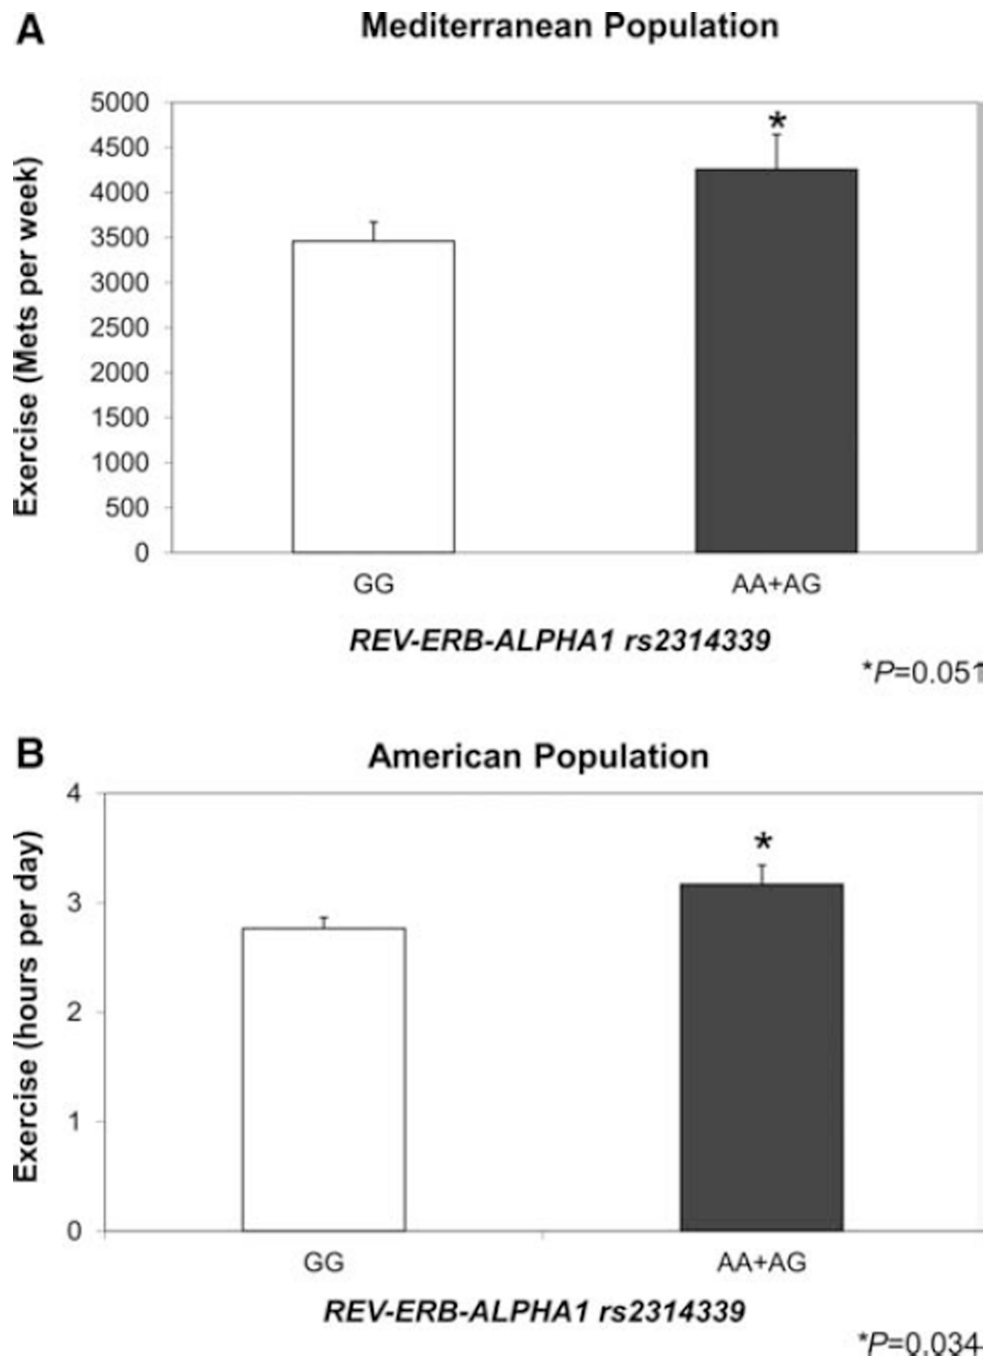 A
Mediterranean Population
5000
4500
4000
3500
3000
2500
2000
1500
1000
500
0
Exercise (Mets per week)
*
GG AA+AG
REV-ERB-ALPHA1 rs2314339
*P=0.051
B
American Population
4
3
2
1
0
Exercise (hours per day)
*
GG AA+AG
REV-ERB-ALPHA1 rs2314339
*P=0.034